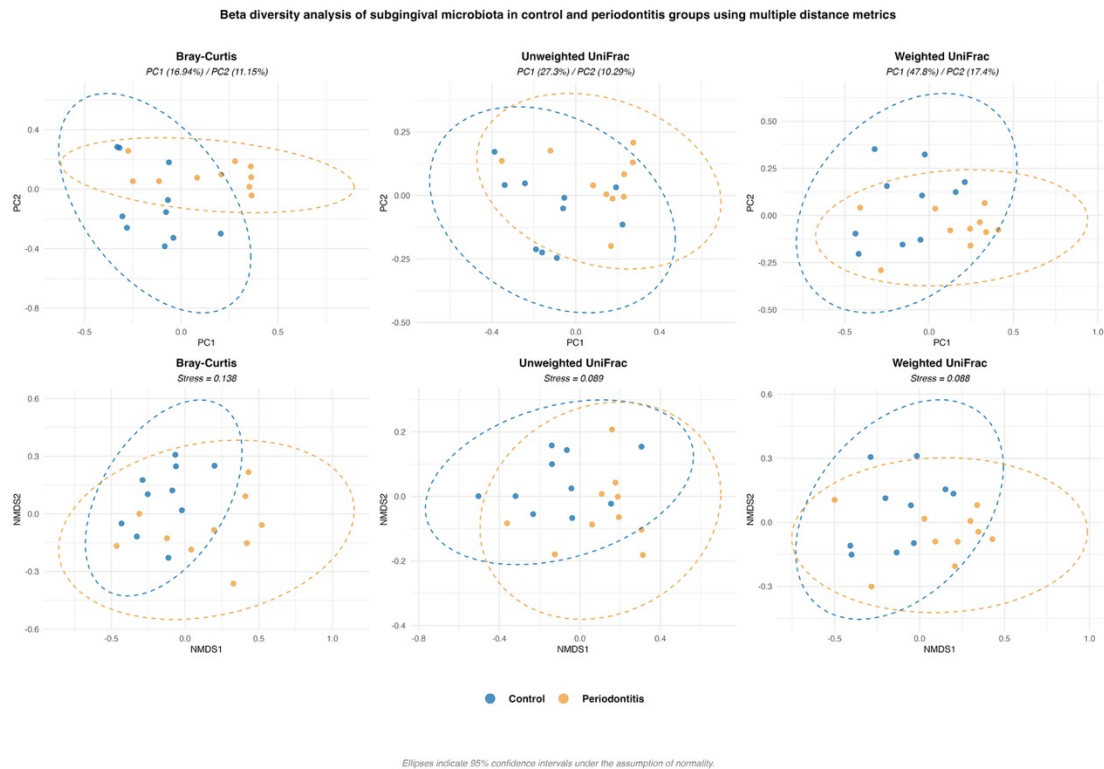 Beta diversity analysis of subgingival microbiota in control and periodontitis groups using multiple distance metrics
Bray-Curtis
PC1 (16.94%) / PC2 (11.15%)
0.4
0.0
-0.4
-0.8
PC2
-0.5
0.0
0.5
PC1
Unweighted UniFrac
PC1 (27.3%) / PC2 (10.29%)
0.25
0.00
-0.25
-0.50
PC2
-0.4
0.0
0.4
PC1
Weighted UniFrac
PC1 (47.8%) / PC2 (17.4%)
0.50
0.25
0.00
-0.25
-0.50
PC2
-0.5
0.0
0.5
1.0
PC1
Bray-Curtis
Stress = 0.138
0.6
0.3
0.0
-0.3
-0.6
NMDS2
-0.5
0.0
0.5
1.0
NMDS1
Unweighted UniFrac
Stress = 0.089
0.2
0.0
-0.2
-0.4
NMDS2
-0.8
-0.4
0.0
0.4
NMDS1
Weighted UniFrac
Stress = 0.088
0.6
0.3
0.0
-0.3
NMDS2
-0.5
0.0
0.5
1.0
NMDS1
Control
Periodontitis
Ellipses indicate 95% confidence intervals under the assumption of normality.